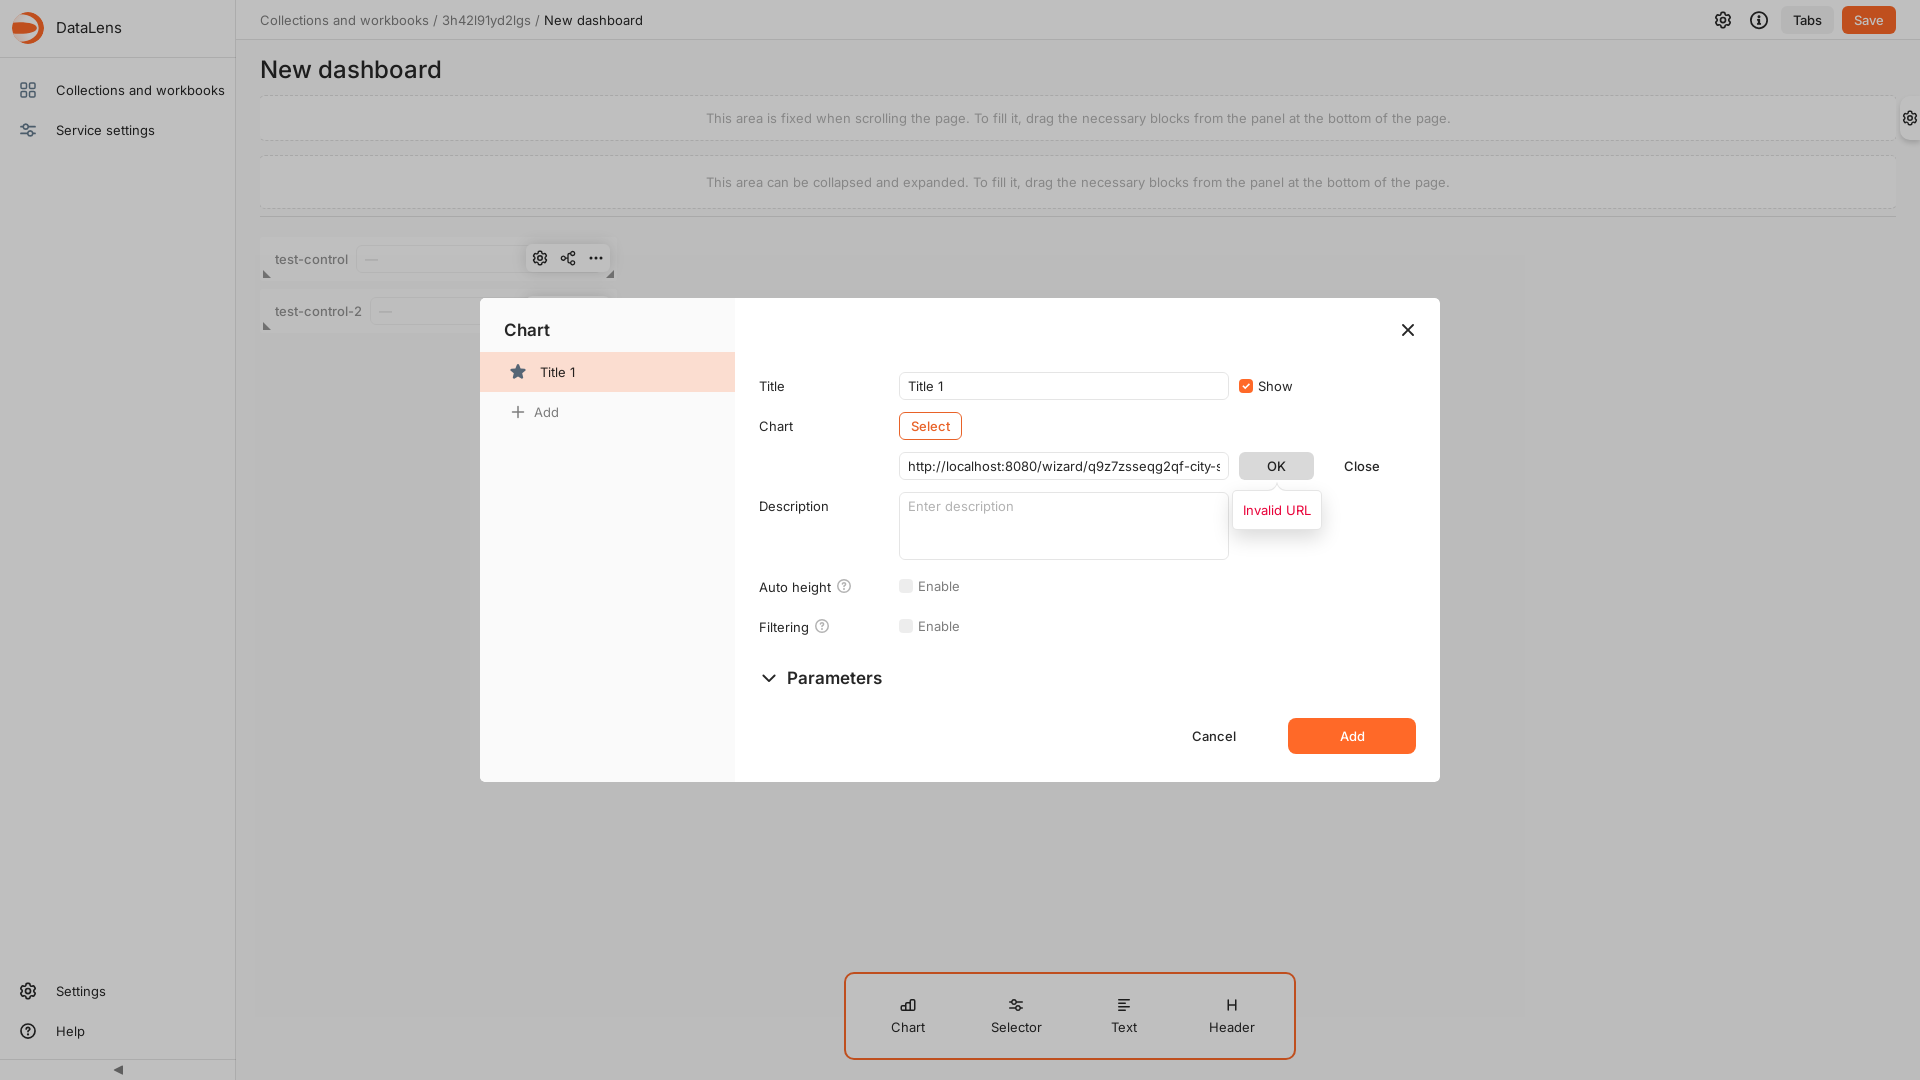 DataLens
Collections and workbooks / 3h42l91yd2lgs / New dashboard
Tabs
Save
Collections and workbooks
Service settings
New dashboard
This area is fixed when scrolling the page. To fill it, drag the necessary blocks from the panel at the bottom of the page.
This area can be collapsed and expanded. To fill it, drag the necessary blocks from the panel at the bottom of the page.
test-control
—
test-control-2
—
Chart
Title 1
Add
Title
Title 1
Show
Chart
Select
http://localhost:8080/wizard/q9z7zsseqg2qf-city-s
OK
Close
Invalid URL
Description
Enter description
Auto height
Enable
Filtering
Enable
Parameters
Cancel
Add
Chart
Selector
Text
H
Header
Settings
Help